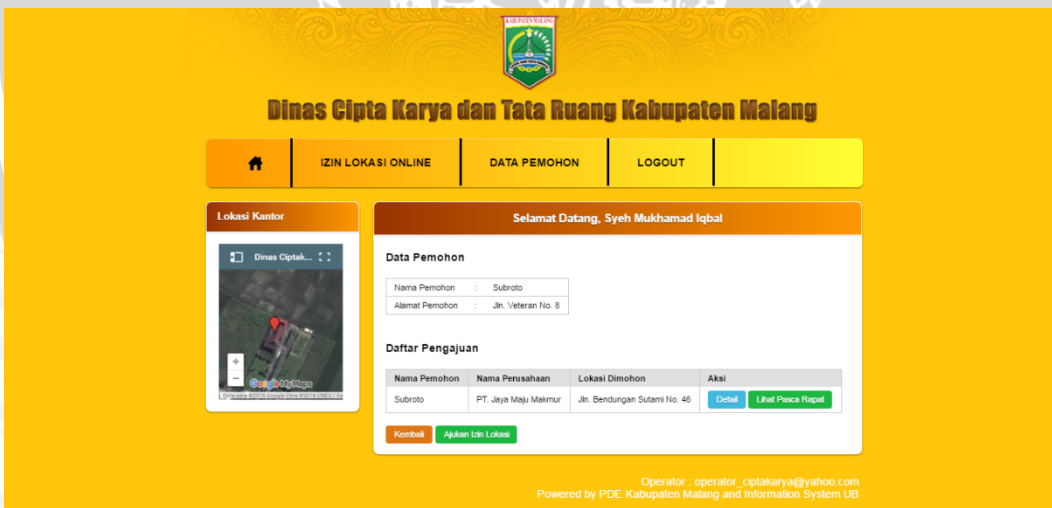 KABUPATEN MALANG
Dinas Cipta Karya dan Tata Ruang Kabupaten Malang
IZIN LOKASI ONLINE DATA PEMOHON LOGOUT
Lokasi Kantor
Dinas Ciptak...
+
−
Google My Maps
Selamat Datang, Syeh Mukhamad Iqbal
Data Pemohon
Nama Pemohon : Subroto
Alamat Pemohon : Jln. Veteran No. 8
Daftar Pengajuan
Nama Pemohon Nama Perusahaan Lokasi Dimohon Aksi
Subroto PT. Jaya Maju Makmur Jln. Bendungan Sutami No. 46 Detail Lihat Pasca Rapat
Kembali Ajukan Izin Lokasi
Operator : operator_ciptakarya@yahoo.com
Powered by PDE Kabupaten Malang and Information System UB